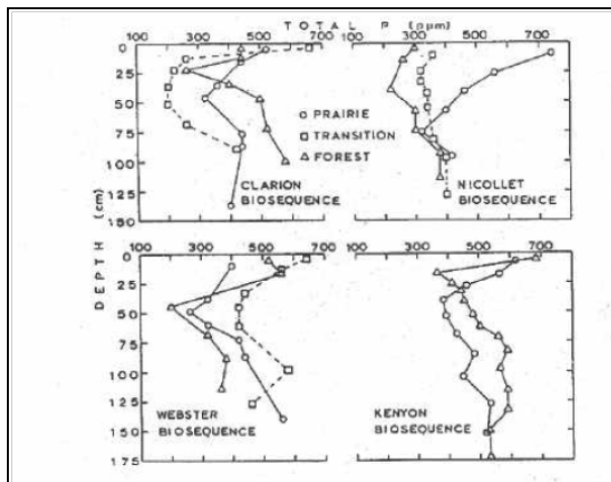 TOTAL P (ppm)
100 300 500 700 100 300 500 700
0
25
50
75
100
125
150
(cm)
○ PRAIRIE
□ TRANSITION
△ FOREST
CLARION
BIOSEQUENCE
NICOLLET
BIOSEQUENCE
100 300 500 700 100 300 500 700
DEPTH
0
25
50
75
100
125
150
175
WEBSTER
BIOSEQUENCE
KENYON
BIOSEQUENCE